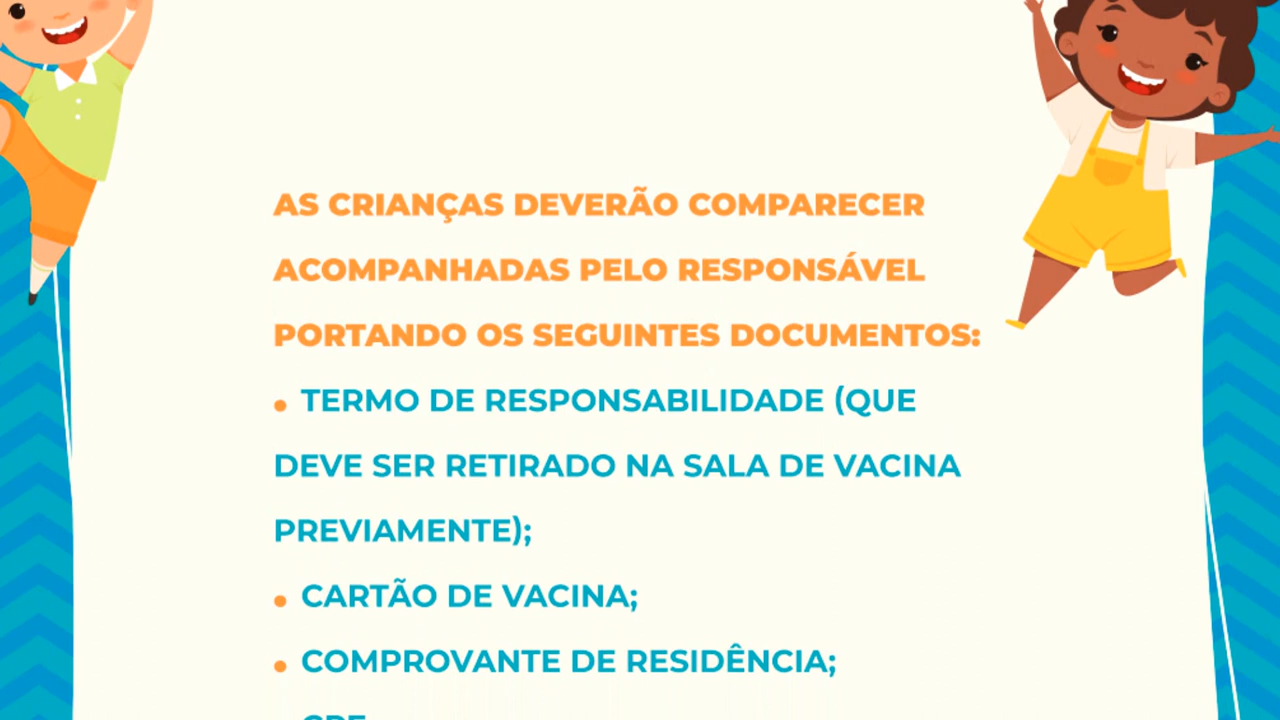 AS CRIANÇAS DEVERÃO COMPARECER
ACOMPANHADAS PELO RESPONSÁVEL
PORTANDO OS SEGUINTES DOCUMENTOS:
• TERMO DE RESPONSABILIDADE (QUE
DEVE SER RETIRADO NA SALA DE VACINA
PREVIAMENTE);
• CARTÃO DE VACINA;
• COMPROVANTE DE RESIDÊNCIA;